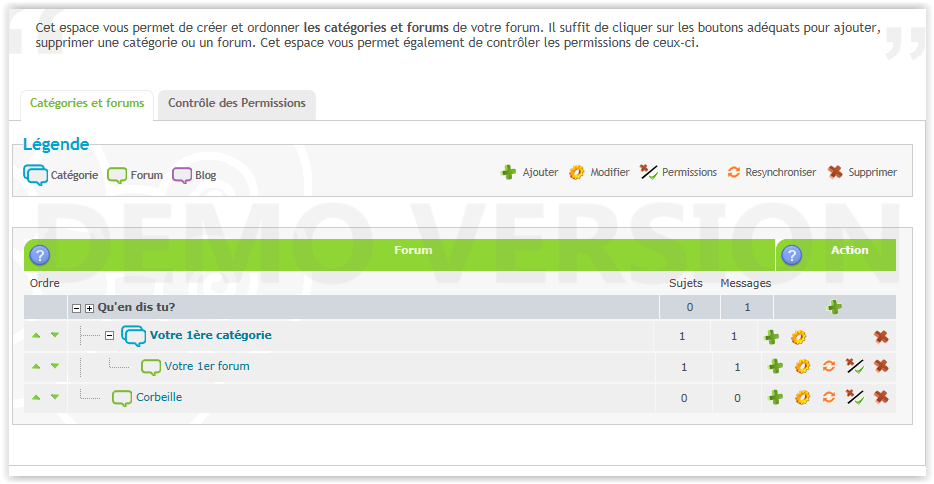 Cet espace vous permet de créer et ordonner les catégories et forums de votre forum. Il suffit de cliquer sur les boutons adéquats pour ajouter,
supprimer une catégorie ou un forum. Cet espace vous permet également de contrôler les permissions de ceux-ci.
Catégories et forums Contrôle des Permissions
Légende
Catégorie Forum Blog Ajouter Modifier Permissions Resynchroniser Supprimer
DEMO VERSION
? Forum ? Action
Ordre Sujets Messages
Qu'en dis tu? 0 1
Votre 1ère catégorie 1 1
Votre 1er forum 1 1
Corbeille 0 0